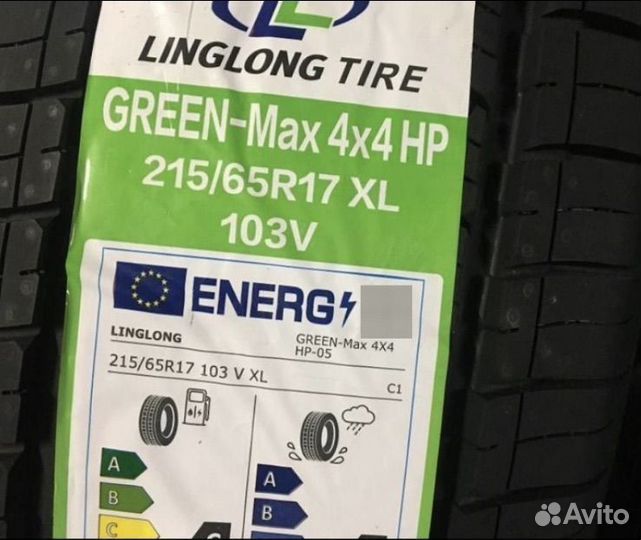 LINGLONG TIRE
GREEN-Max 4x4 HP
215/65R17 XL
103V
ENERG
LINGLONG
GREEN-Max 4X4
HP-05
215/65R17 103 V XL
C1
A
A
B
B
C
Avito